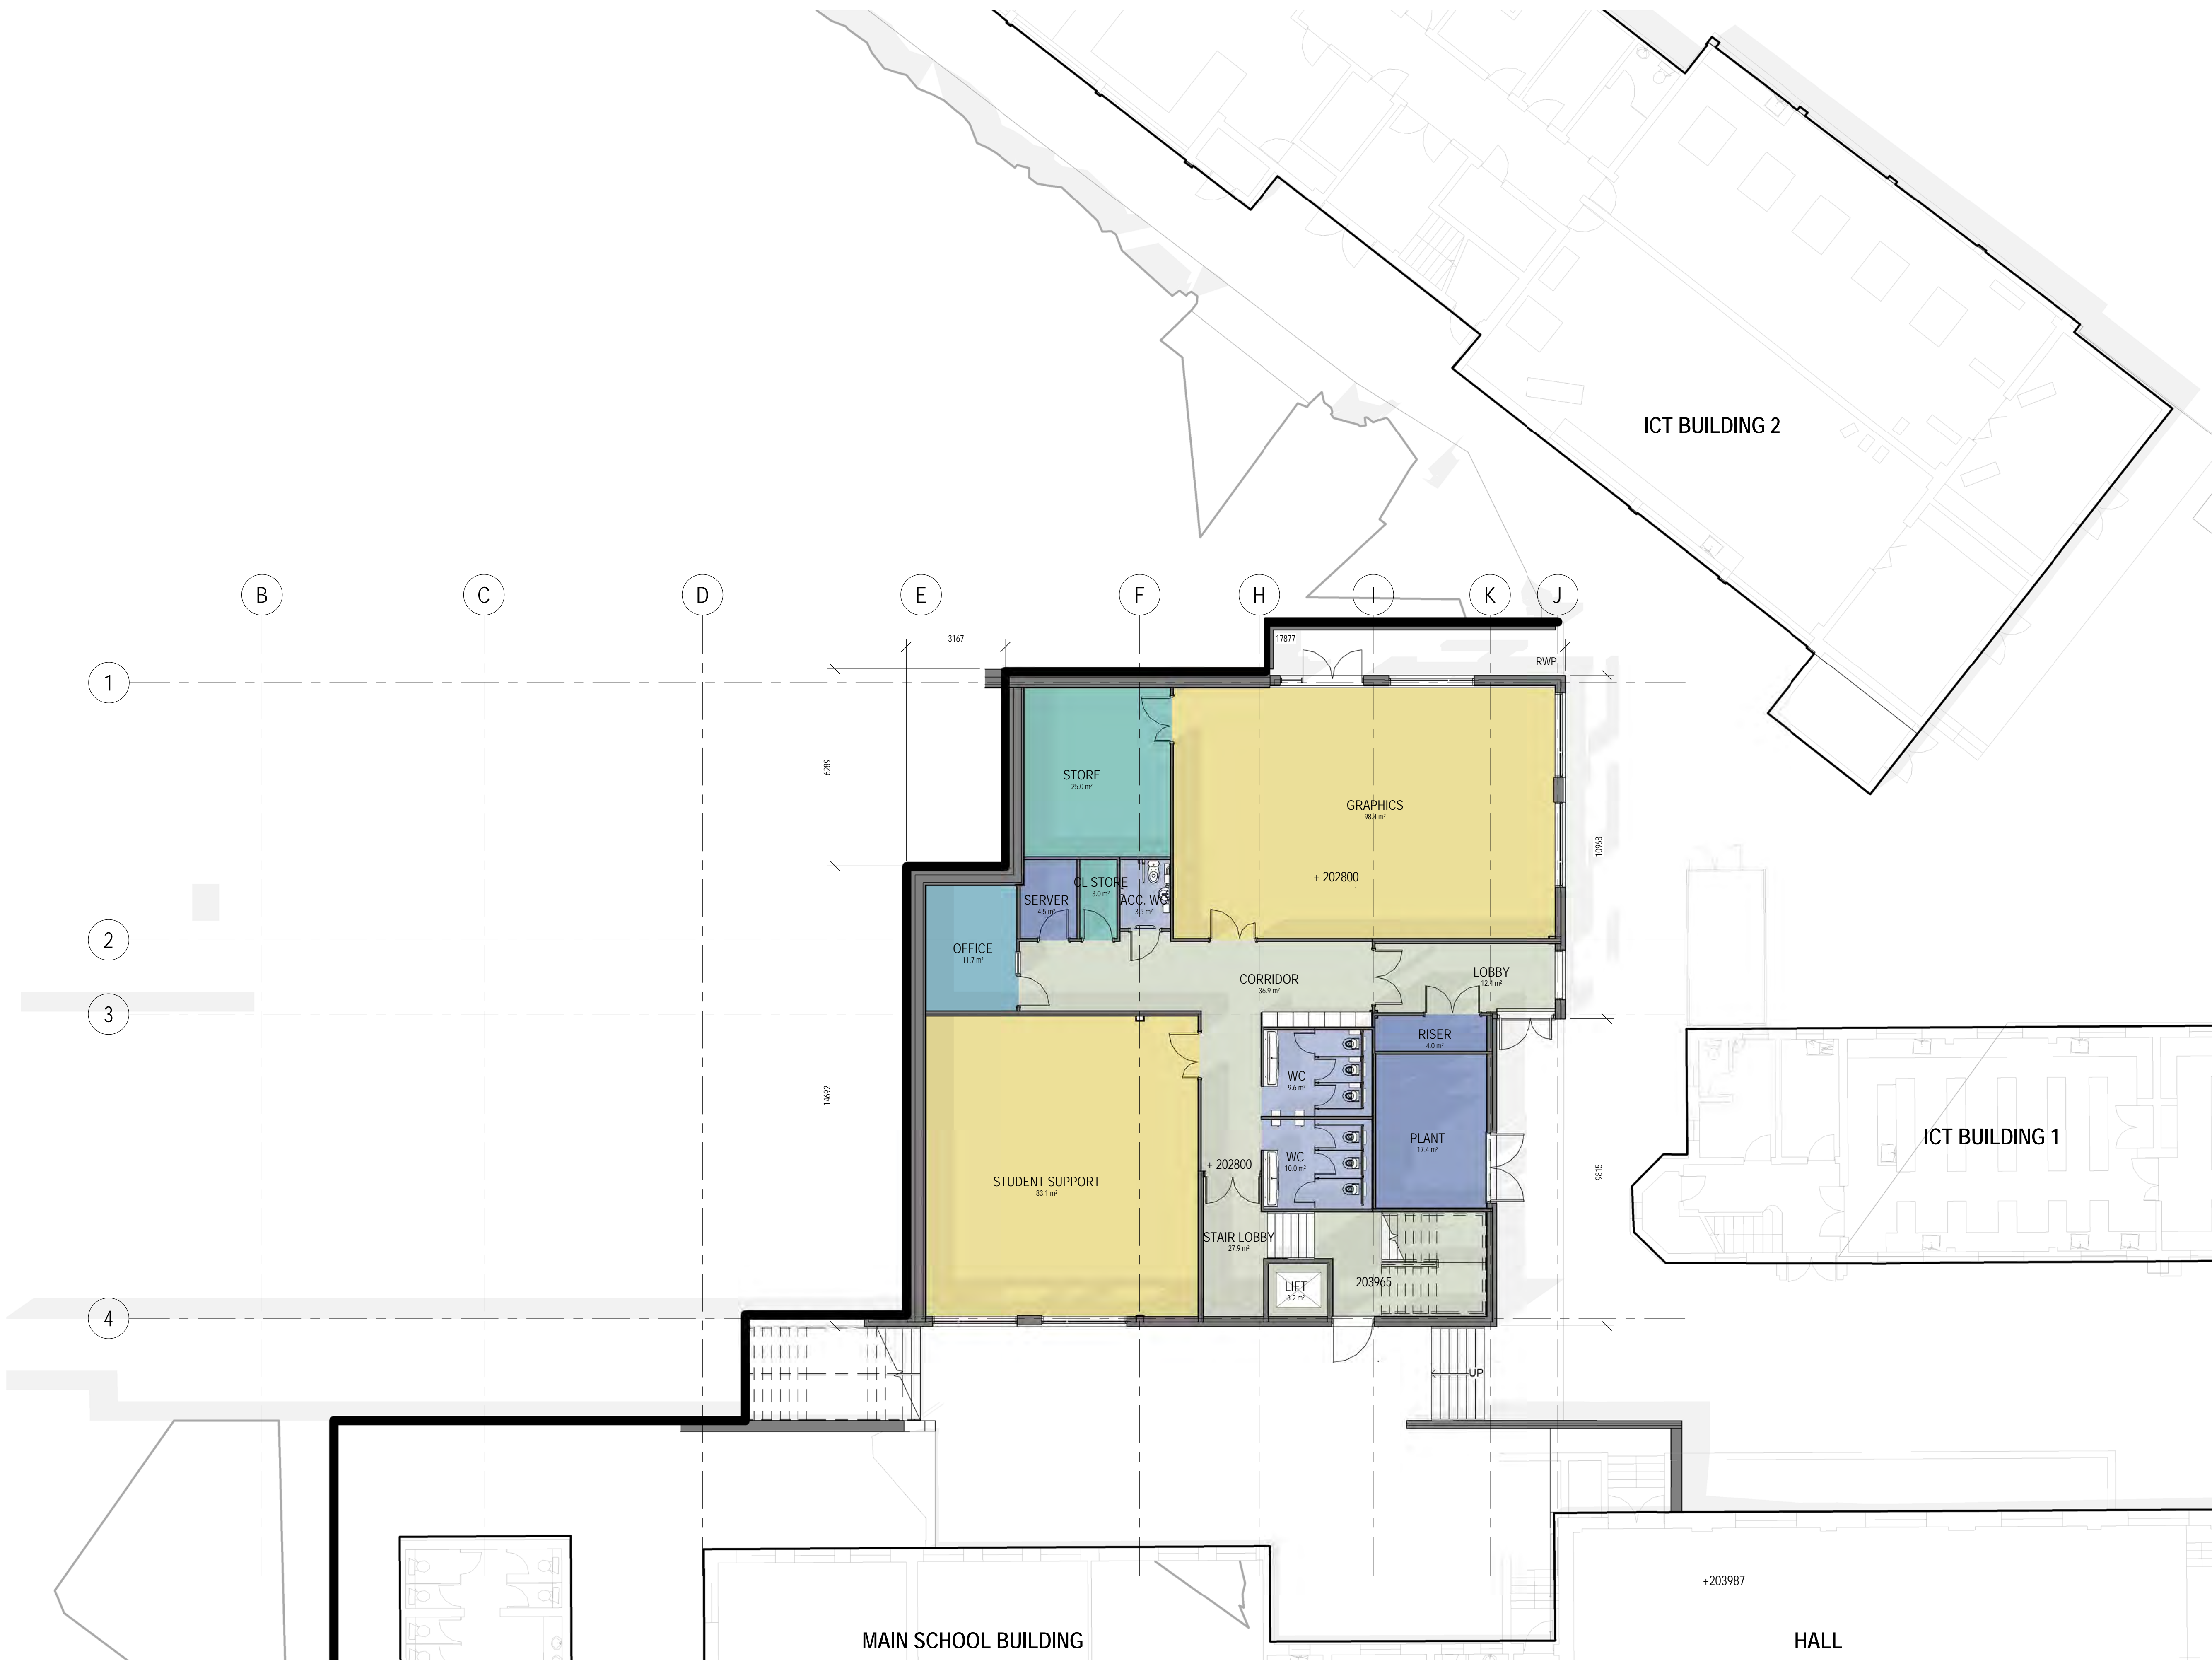 ICT BUILDING 2
B
C
D
E
F
H
I
K
J
3167
17877
RWP
1
6289
STORE
25.0 m²
GRAPHICS
98.4 m²
10968
+ 202800
SERVER
4.5 m²
CL STORE
3.0 m²
ACC. WC
3.5 m²
2
OFFICE
11.7 m²
CORRIDOR
36.9 m²
LOBBY
12.4 m²
3
RISER
4.0 m²
WC
9.6 m²
14692
PLANT
17.4 m²
ICT BUILDING 1
WC
10.0 m²
+ 202800
9815
STUDENT SUPPORT
83.1 m²
STAIR LOBBY
27.9 m²
LIFT
3.2 m²
203965
4
UP
+203987
MAIN SCHOOL BUILDING
HALL